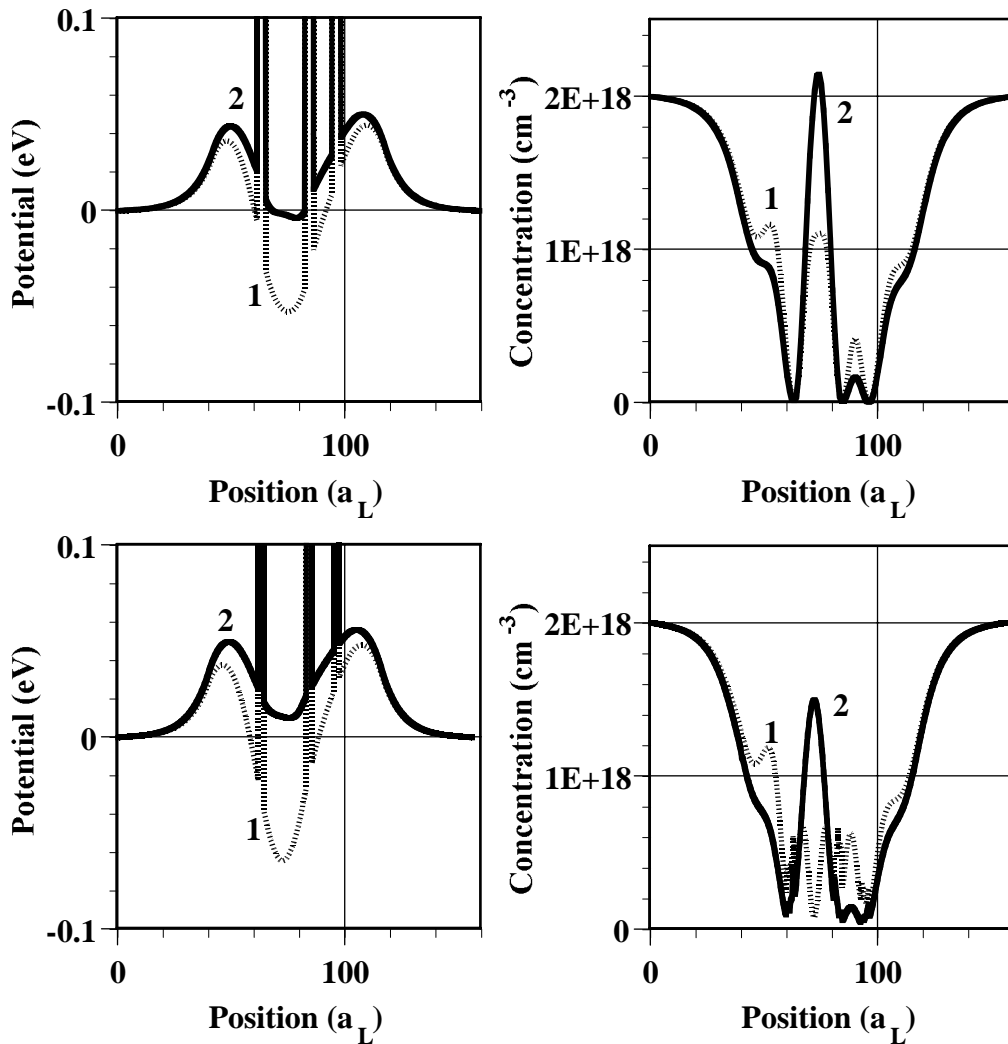 0.1
0
-0.1
0
100
Potential (eV)
Position (a_L)
2
1
2E+18
1E+18
0
0
100
Concentration (cm^-3)
Position (a_L)
1
2
0.1
0
-0.1
0
100
Potential (eV)
Position (a_L)
2
1
2E+18
1E+18
0
0
100
Concentration (cm^-3)
Position (a_L)
1
2